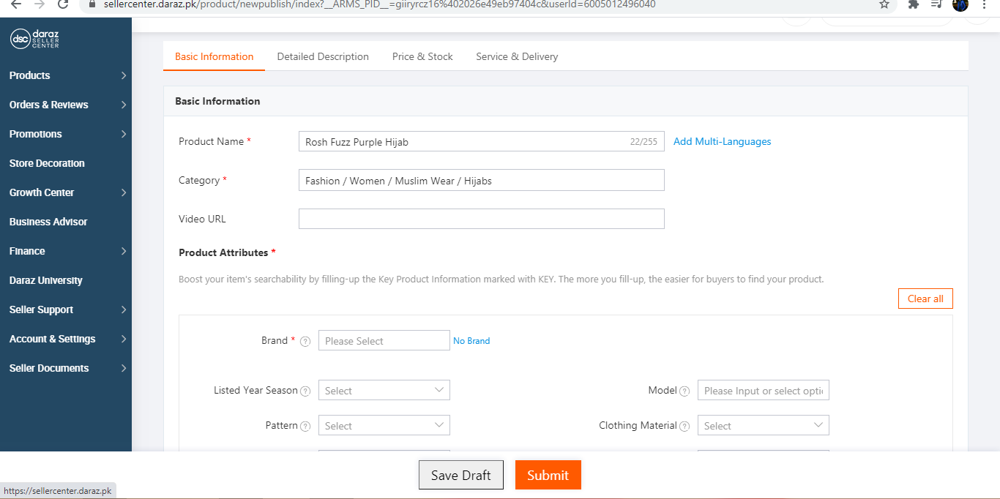 sellercenter.daraz.pk/product/newpublish/index?__ARMS_PID__=giiryrcz16%402026e49eb97404c&userId=6005012496040
dsc daraz
SELLER
CENTER
Products
Orders & Reviews
Promotions
Store Decoration
Growth Center
Business Advisor
Finance
Daraz University
Seller Support
Account & Settings
Seller Documents
Basic Information Detailed Description Price & Stock Service & Delivery
Basic Information
Product Name * Rosh Fuzz Purple Hijab 22/255 Add Multi-Languages
Category * Fashion / Women / Muslim Wear / Hijabs
Video URL
Product Attributes *
Boost your item's searchability by filling-up the Key Product Information marked with KEY. The more you fill-up, the easier for buyers to find your product.
Clear all
Brand * ? Please Select No Brand
Listed Year Season ? Select Model ? Please Input or select opti
Pattern ? Select Clothing Material ? Select
Save Draft Submit
https://sellercenter.daraz.pk